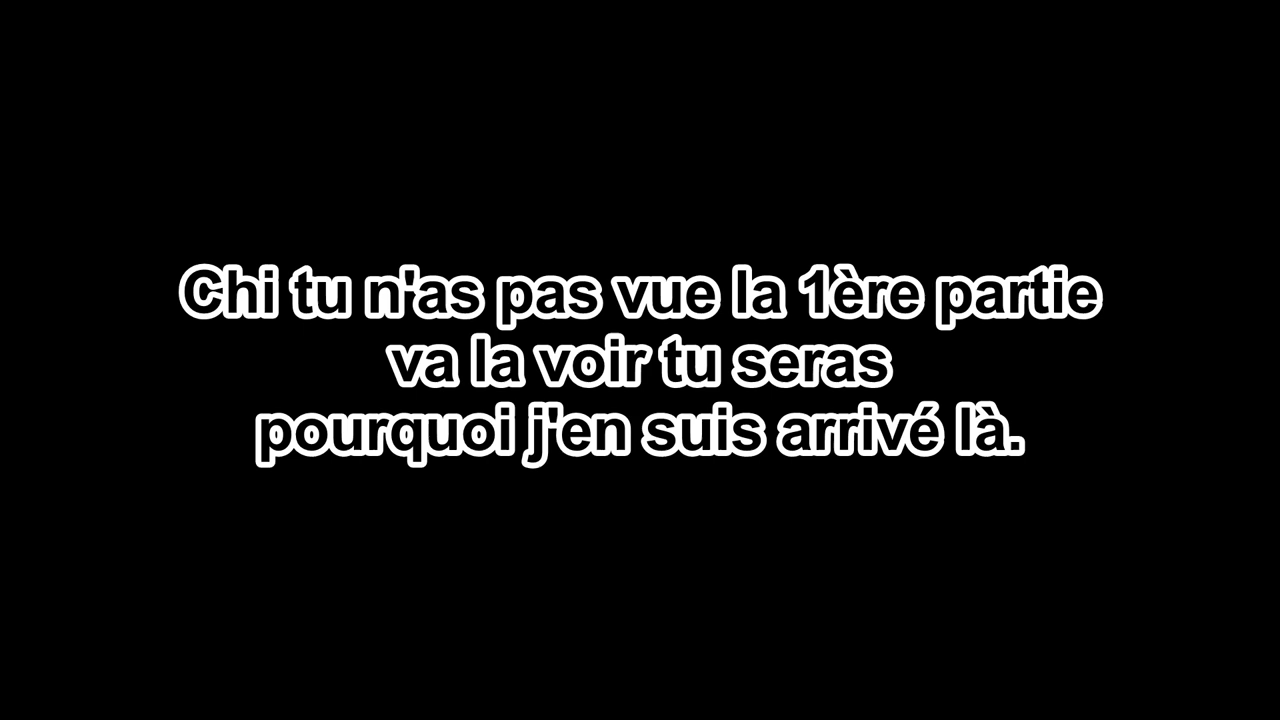 Chi tu n'as pas vue la 1ère partie
va la voir tu seras
pourquoi j'en suis arrivé là.